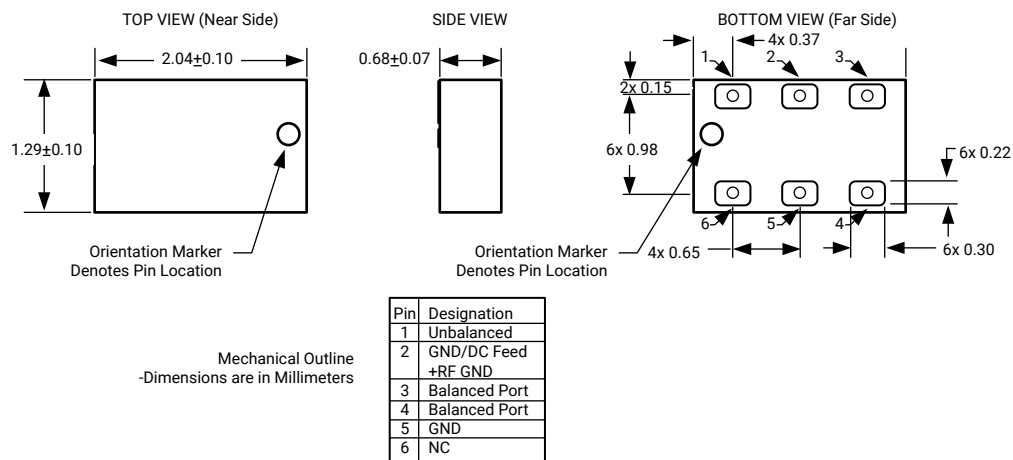 TOP VIEW (Near Side)
SIDE VIEW
BOTTOM VIEW (Far Side)
2.04±0.10
0.68±0.07
4x 0.37
1
2
3
2x 0.15
1.29±0.10
6x 0.98
6x 0.22
6
5
4
Orientation Marker
Denotes Pin Location
Orientation Marker
Denotes Pin Location
4x 0.65
6x 0.30
Mechanical Outline
-Dimensions are in Millimeters
Pin Designation
1 Unbalanced
2 GND/DC Feed
+RF GND
3 Balanced Port
4 Balanced Port
5 GND
6 NC